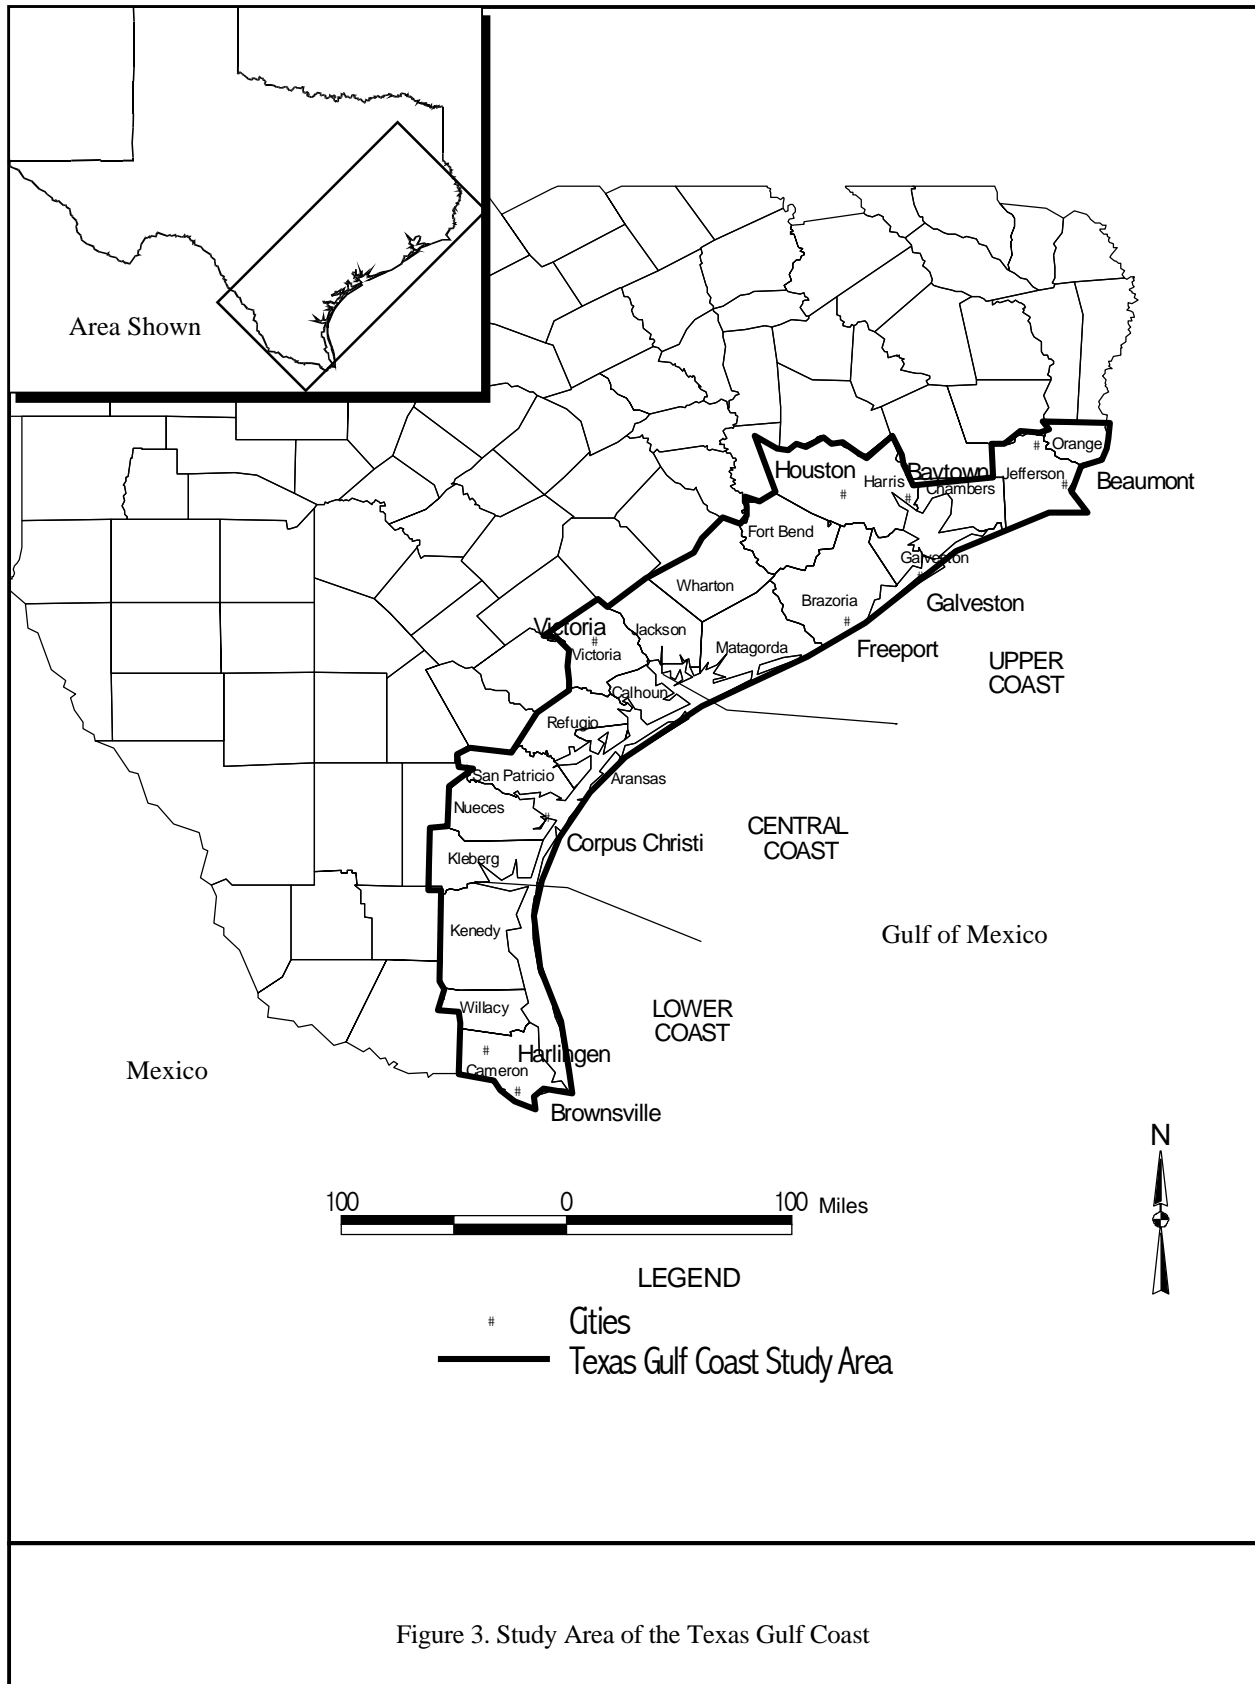 Area Shown
Houston
Harris
Baytown
Chambers
Jefferson
Orange
Beaumont
Fort Bend
Galveston
Wharton
Brazoria
Galveston
Victoria
Jackson
Matagorda
Freeport
Victoria
UPPER
COAST
Calhoun
Refugio
San Patricio
Aransas
Nueces
CENTRAL
COAST
Corpus Christi
Kleberg
Kenedy
Gulf of Mexico
Willacy
LOWER
COAST
Harlingen
Mexico
Cameron
Brownsville
N
100 0 100 Miles
LEGEND
# Cities
Texas Gulf Coast Study Area
Figure 3. Study Area of the Texas Gulf Coast